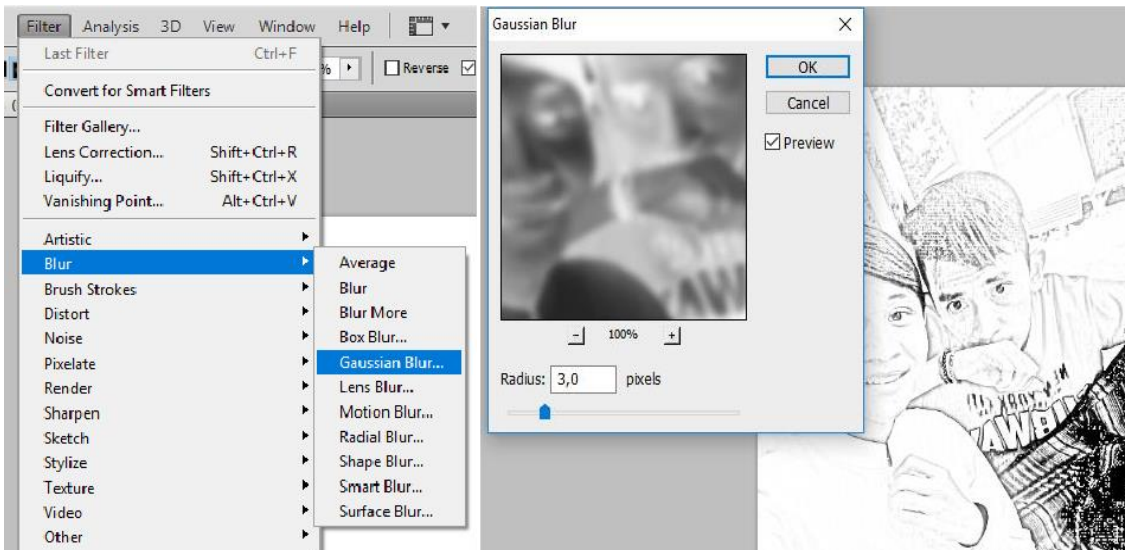 Filter Analysis 3D View Window Help
Last Filter Ctrl+F
% Reverse
Convert for Smart Filters
Filter Gallery...
Lens Correction... Shift+Ctrl+R
Liquify... Shift+Ctrl+X
Vanishing Point... Alt+Ctrl+V
Artistic
Blur
Brush Strokes
Distort
Noise
Pixelate
Render
Sharpen
Sketch
Stylize
Texture
Video
Other
Average
Blur
Blur More
Box Blur...
Gaussian Blur...
Lens Blur...
Motion Blur...
Radial Blur...
Shape Blur...
Smart Blur...
Surface Blur...
Gaussian Blur
OK
Cancel
Preview
- 100% +
Radius: 3,0 pixels